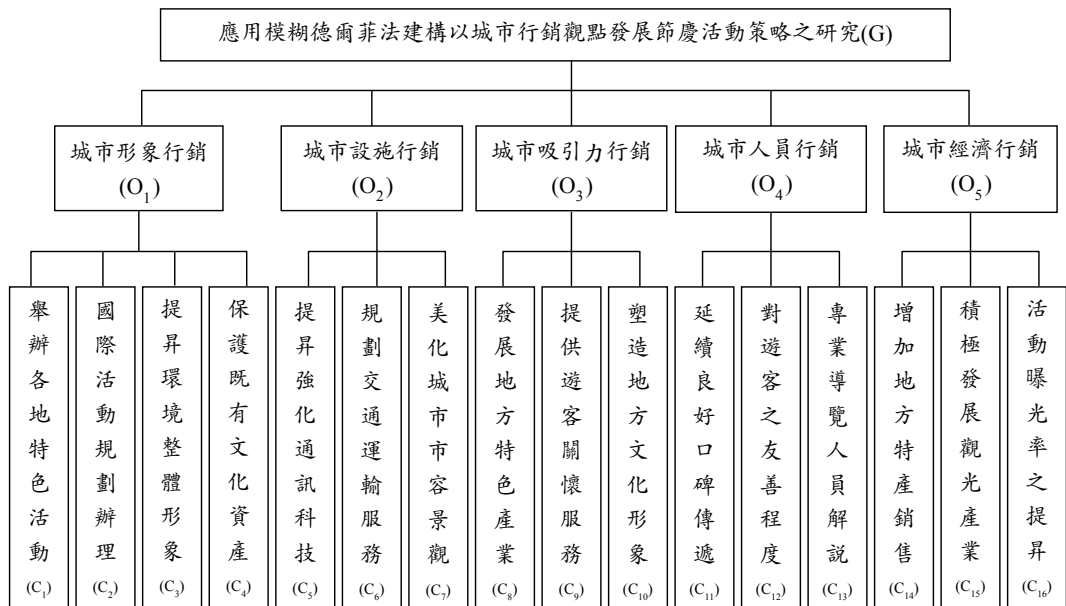 應用模糊德爾菲法建構以城市行銷觀點發展節慶活動策略之研究(G)
城市形象行銷
(O₁)
城市設施行銷
(O₂)
城市吸引力行銷
(O₃)
城市人員行銷
(O₄)
城市經濟行銷
(O₅)
舉辦各地特色活動(C₁)
國際活動規劃辦理(C₂)
提昇環境整體形象(C₃)
保護既有文化資產(C₄)
提昇強化通訊科技(C₅)
規劃交通運輸服務(C₆)
美化城市市容景觀(C₇)
發展地方特色產業(C₈)
提供遊客關懷服務(C₉)
塑造地方文化形象(C₁₀)
延續良好口碑傳遞(C₁₁)
對遊客之友善程度(C₁₂)
專業導覽人員解說(C₁₃)
增加地方特產銷售(C₁₄)
積極發展觀光產業(C₁₅)
活動曝光率之提昇(C₁₆)